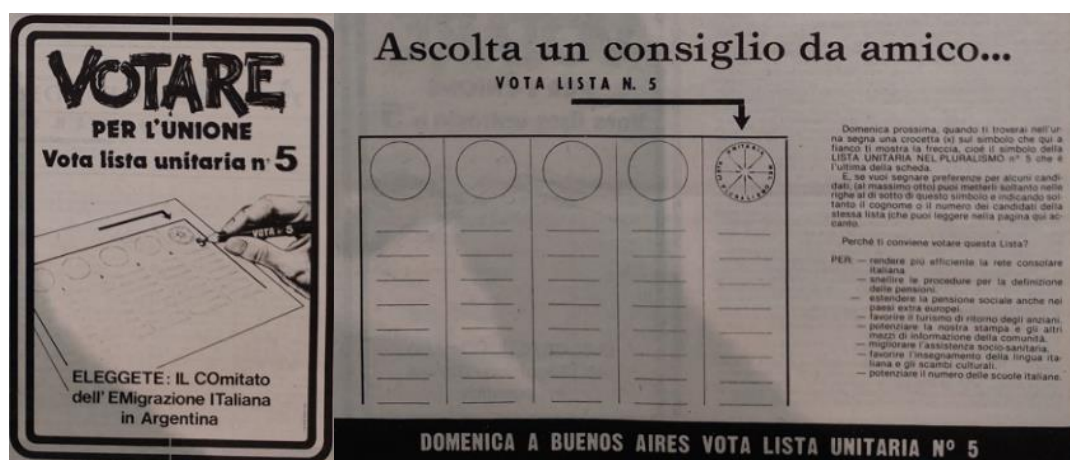 VOTARE
PER L'UNIONE
Vota lista unitaria n° 5
VOTA n° 5
ELEGGETE: IL COmitato
dell' EMigrazione ITaliana
in Argentina
Ascolta un consiglio da amico...
VOTA LISTA N. 5
UNITARIA NEL PLURALISMO
Domenica prossima, quando ti troverai nell'ur-
na segna una crocetta (x) sul simbolo che qui a
fianco ti mostra la freccia, cioè il simbolo della
LISTA UNITARIA NEL PLURALISMO n° 5 che è
l'ultima della scheda.
E, se vuoi segnare preferenze per alcuni candi-
dati, (al massimo otto) puoi metterli soltanto nelle
righe al di sotto di questo simbolo e indicando sol-
tanto il cognome o il numero dei candidati della
stessa lista (che puoi leggere nella pagina qui ac-
canto.
Perché ti conviene votare questa Lista?
PER: — rendere più efficiente la rete consolare
italiana.
— snellire le procedure per la definizione
delle pensioni.
— estendere la pensione sociale anche nei
paesi extra europei.
— favorire il turismo di ritorno degli anziani.
— potenziare la nostra stampa e gli altri
mezzi di informazione della comunità.
— migliorare l'assistenza socio-sanitaria.
— favorire l'insegnamento della lingua ita-
liana e gli scambi culturali.
— potenziare il numero delle scuole italiane.
DOMENICA A BUENOS AIRES VOTA LISTA UNITARIA Nº 5